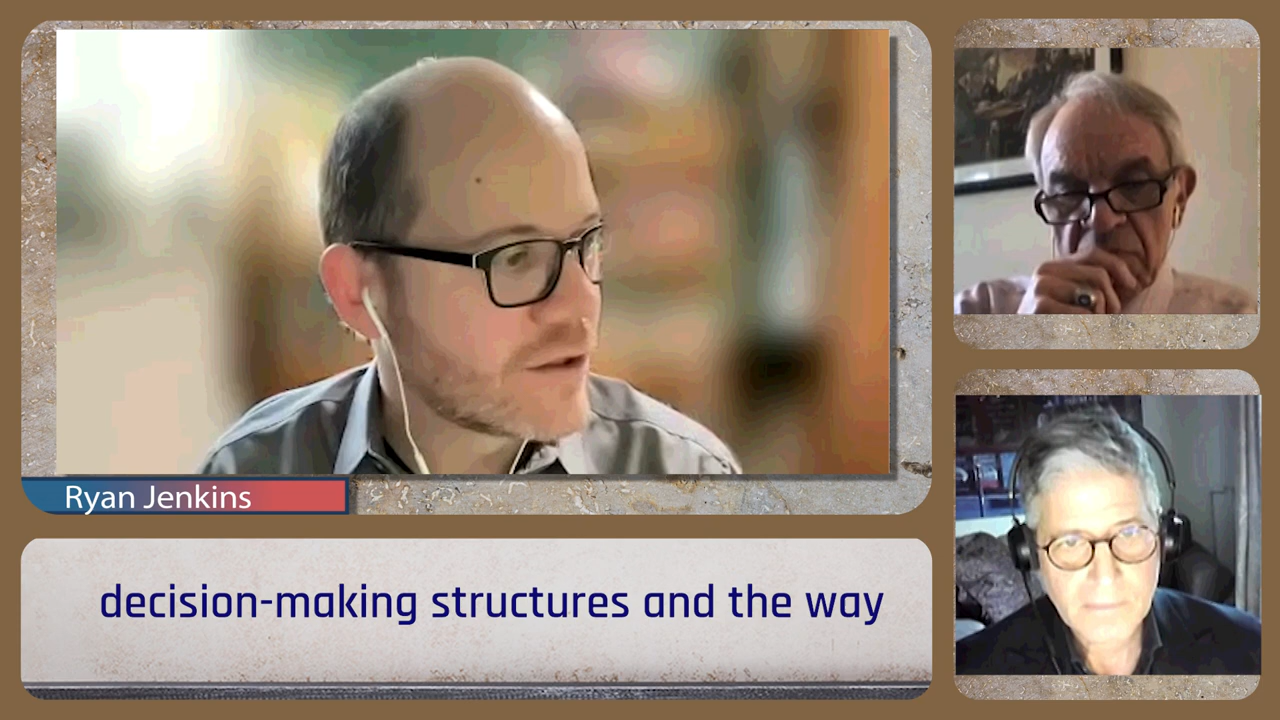 Ryan Jenkins
decision-making structures and the way